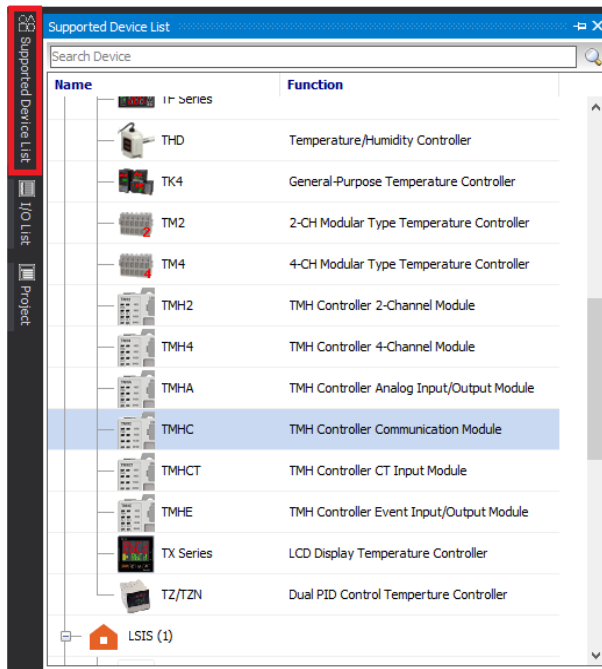 Supported Device List
Supported Device List
I/O List
Project
Search Device
Name Function
TF Series
THD Temperature/Humidity Controller
TK4 General-Purpose Temperature Controller
TM2 2-CH Modular Type Temperature Controller
TM4 4-CH Modular Type Temperature Controller
TMH2 TMH Controller 2-Channel Module
TMH4 TMH Controller 4-Channel Module
TMHA TMH Controller Analog Input/Output Module
TMHC TMH Controller Communication Module
TMHCT TMH Controller CT Input Module
TMHE TMH Controller Event Input/Output Module
TX Series LCD Display Temperature Controller
TZ/TZN Dual PID Control Temperture Controller
LSIS (1)